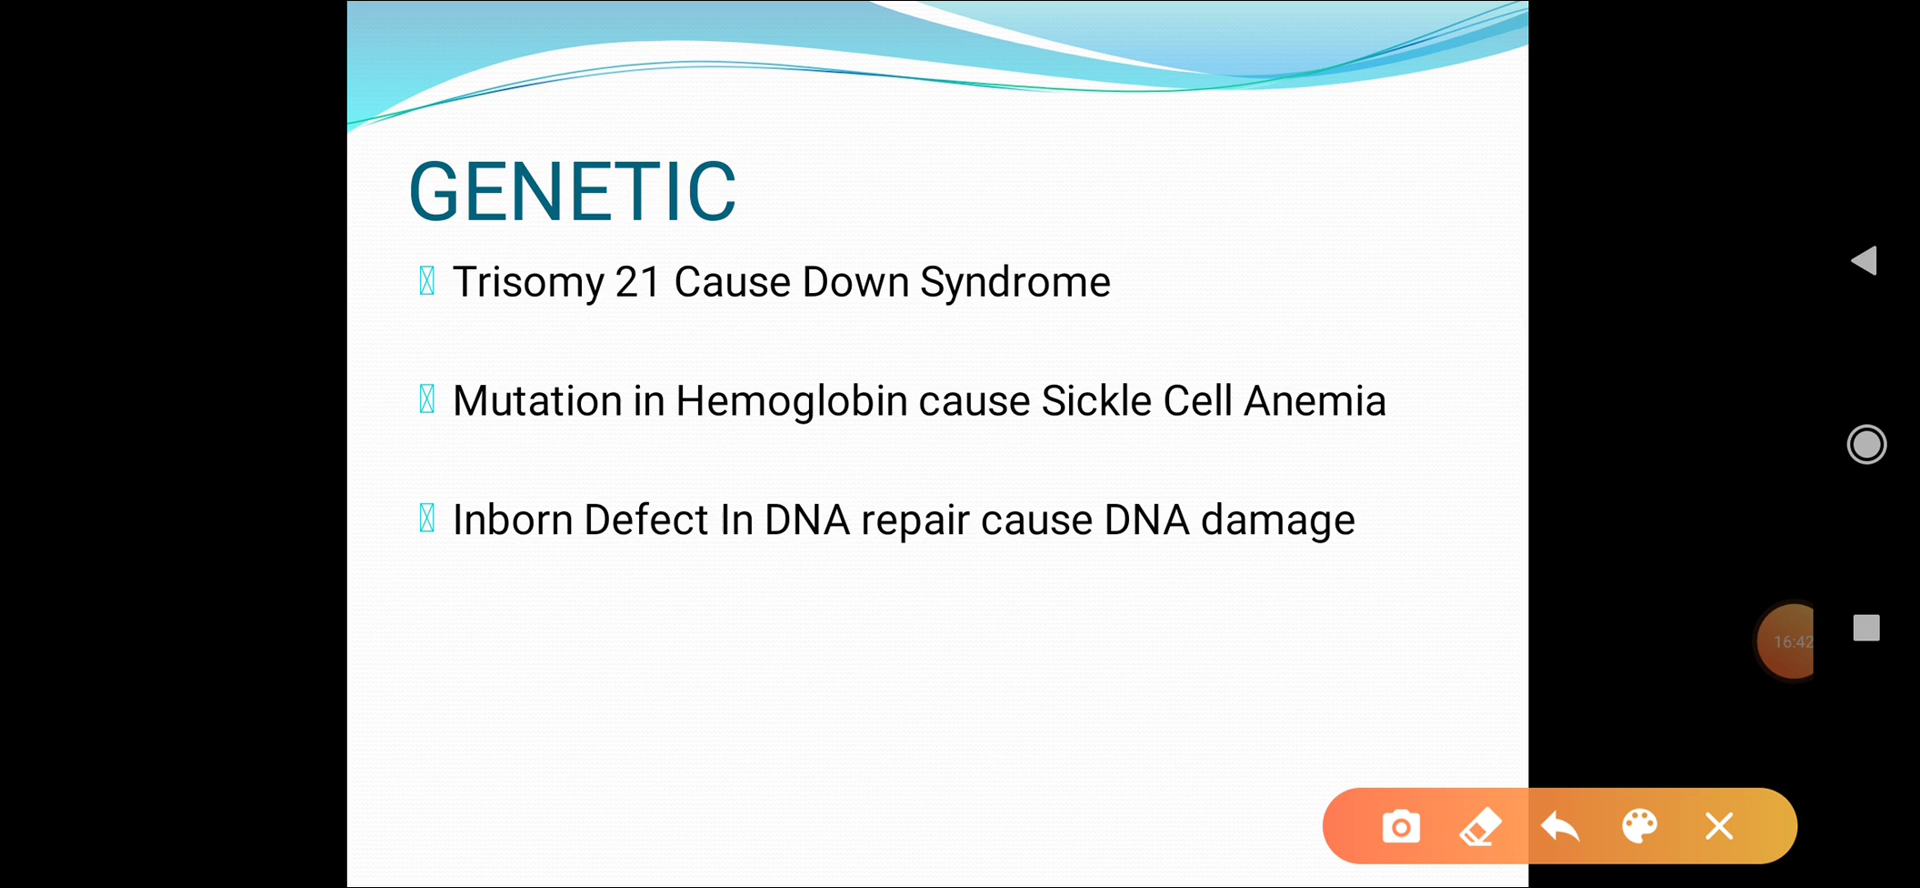 GENETIC
Trisomy 21 Cause Down Syndrome
Mutation in Hemoglobin cause Sickle Cell Anemia
Inborn Defect In DNA repair cause DNA damage
16:42